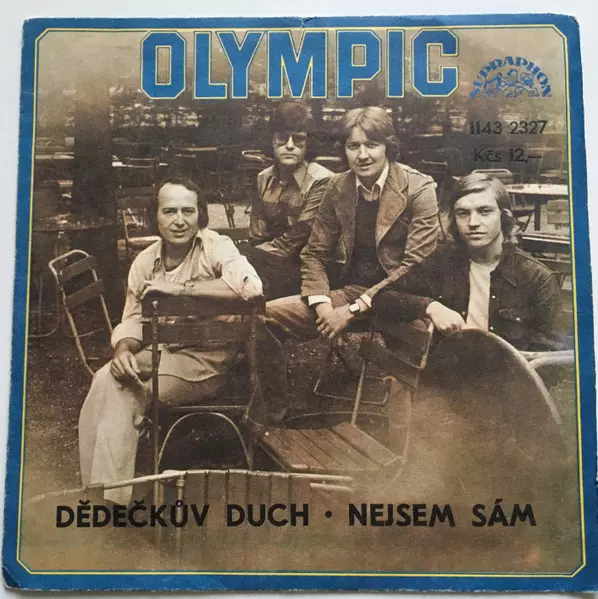 OLYMPIC
SUPRAPHON
1143 2327
Kčs 12,–
DĚDEČKŮV DUCH • NEJSEM SÁM